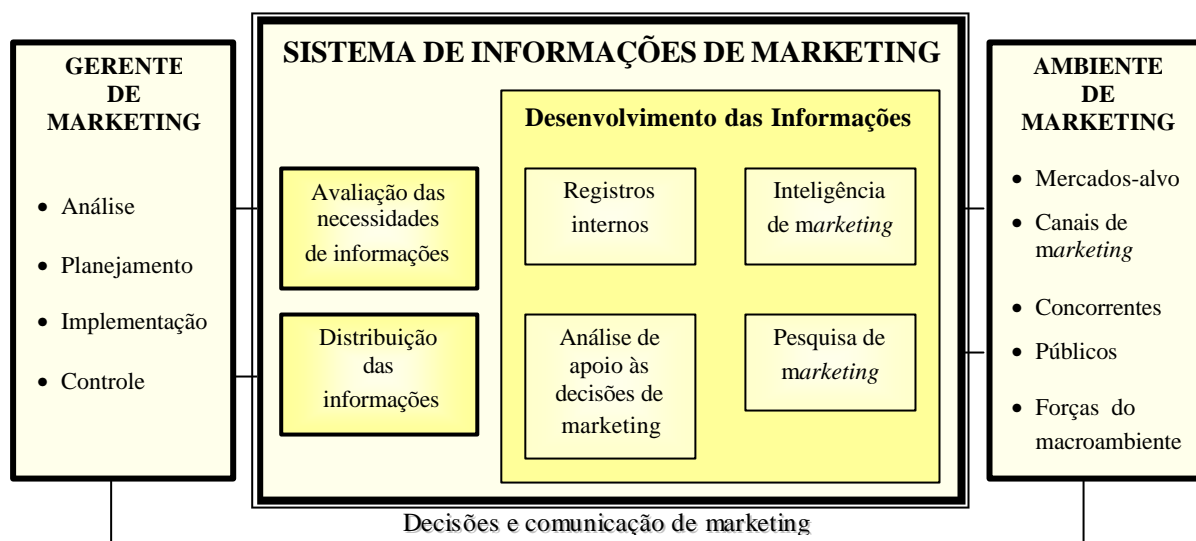 GERENTE
DE
MARKETING
• Análise
• Planejamento
• Implementação
• Controle
SISTEMA DE INFORMAÇÕES DE MARKETING
Avaliação das
necessidades
de informações
Distribuição
das
informações
Desenvolvimento das Informações
Registros
internos
Inteligência
de marketing
Análise de
apoio às
decisões de
marketing
Pesquisa de
marketing
AMBIENTE
DE
MARKETING
• Mercados-alvo
• Canais de
marketing
• Concorrentes
• Públicos
• Forças do
macroambiente
Decisões e comunicação de marketing